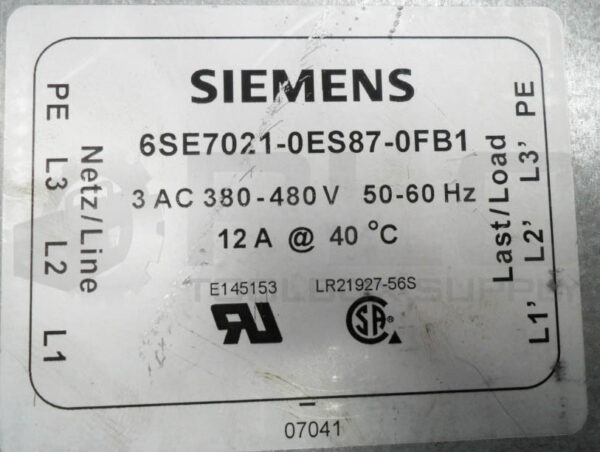 SIEMENS
6SE7021-0ES87-0FB1
3 AC 380-480 V 50-60 Hz
12 A @ 40 °C
E145153 LR21927-56S
07041
PE L3 L2 L1
Netz/Line
Last/Load
L1' L2' L3' PE